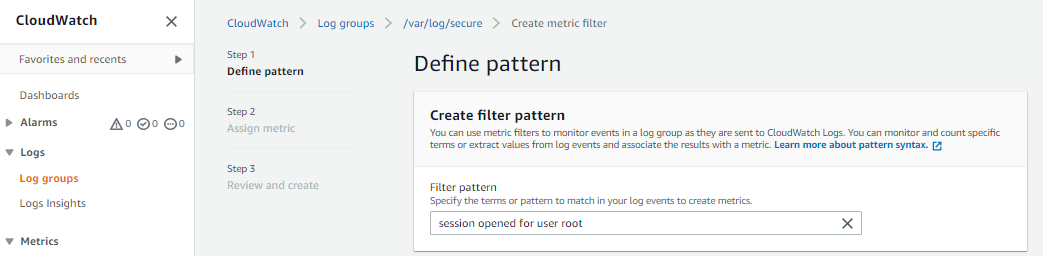 CloudWatch
Favorites and recents
Dashboards
Alarms 0 0 0
Logs
Log groups
Logs Insights
Metrics
CloudWatch Log groups /var/log/secure Create metric filter
Step 1
Define pattern
Step 2
Assign metric
Step 3
Review and create
Define pattern
Create filter pattern
You can use metric filters to monitor events in a log group as they are sent to CloudWatch Logs. You can monitor and count specific
terms or extract values from log events and associate the results with a metric. Learn more about pattern syntax.
Filter pattern
Specify the terms or pattern to match in your log events to create metrics.
session opened for user root